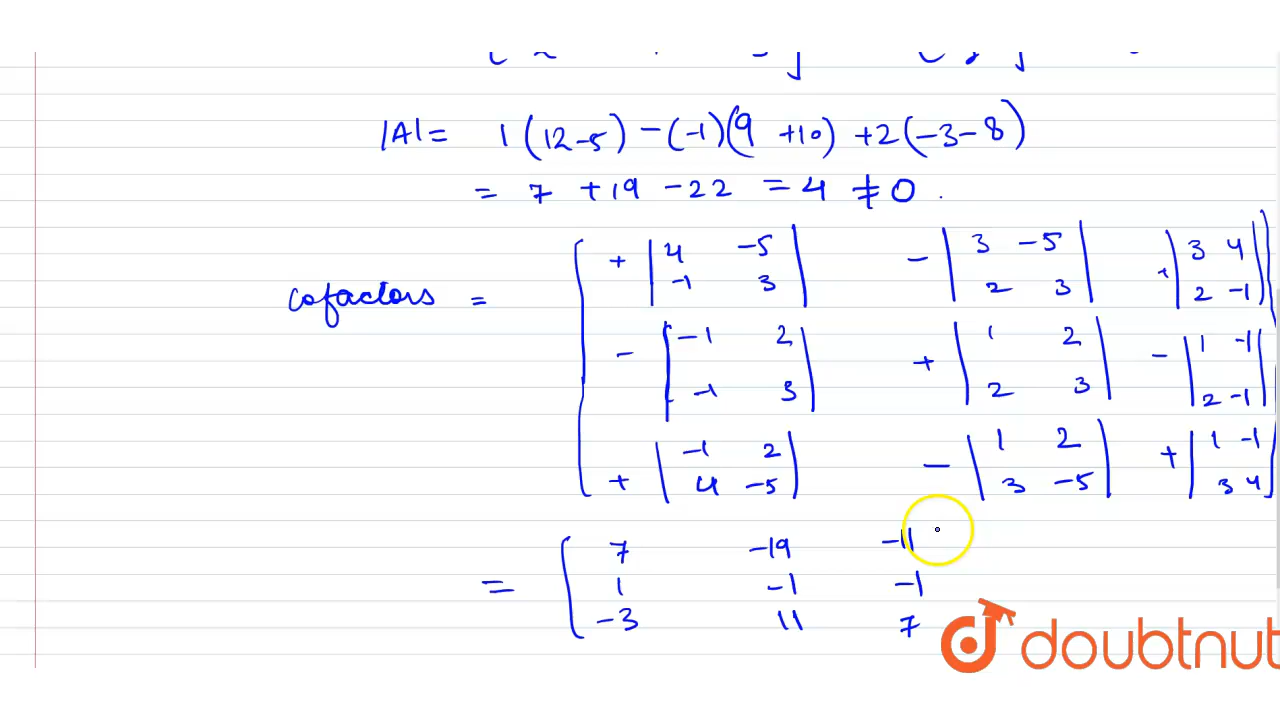 |A| = 1(12-5) -(-1)(9 +10) +2(-3-8)
= 7 +19 -22 = 4 ≠ 0 .
cofactors = [ + |4 -5| - |3 -5| + |3 4|
|-1 3| |2 3| |2 -1|
- |-1 2| + |1 2| - |1 -1|
|-1 3| |2 3| |2 -1|
+ |-1 2| - |1 2| + |1 -1|
|4 -5| |3 -5| |3 4| ]
= [ 7 -19 -11
1 -1 -1
-3 11 7
doubtnut